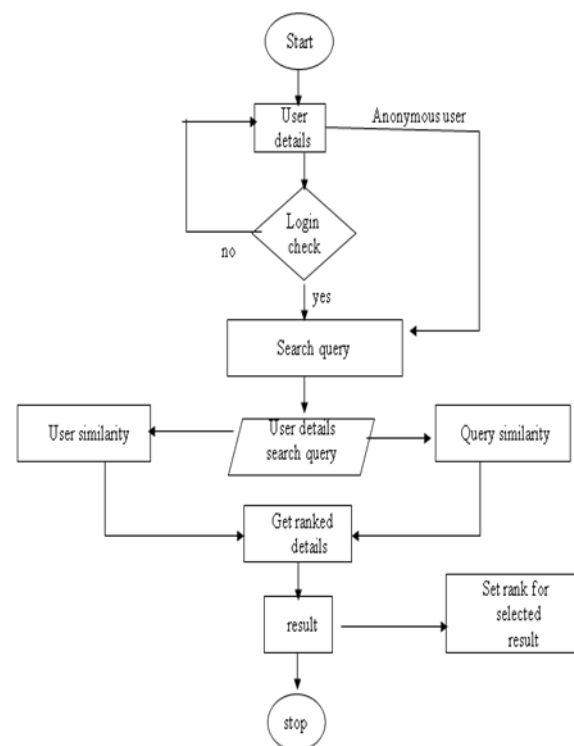 Start
User
details
Anonymous user
Login
check
no
yes
Search query
User similarity
User details
search query
Query similarity
Get ranked
details
result
Set rank for
selected
result
stop